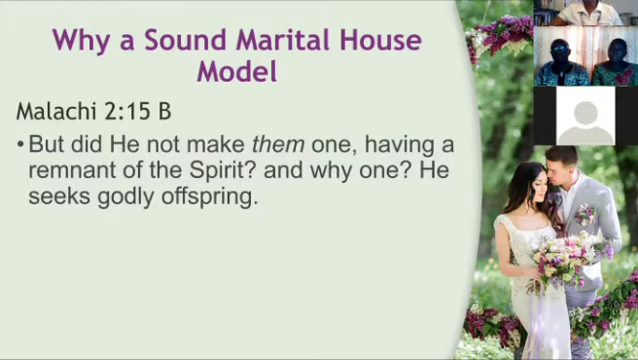 Why a Sound Marital House
Model
Malachi 2:15 B
•But did He not make them one, having a
remnant of the Spirit? and why one? He
seeks godly offspring.